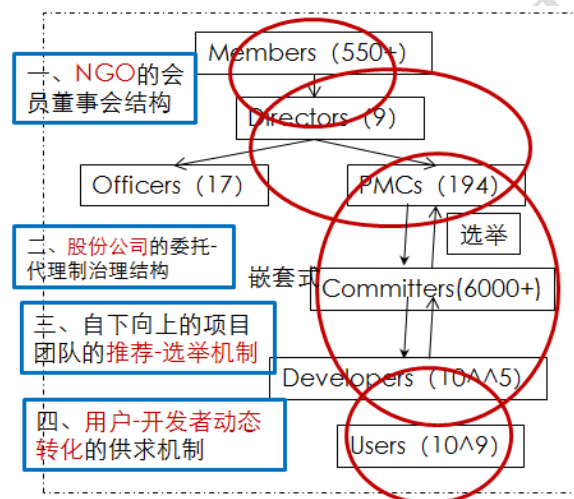 Members（550+）
一、NGO的会
员董事会结构
Directors（9）
Officers（17）
PMCs（194）
选举
二、股份公司的委托-
代理制治理结构
嵌套式
Committers(6000+)
三、自下向上的项目
团队的推荐-选举机制
Developers（10^^5）
四、用户-开发者动态
转化的供求机制
Users（10^9）